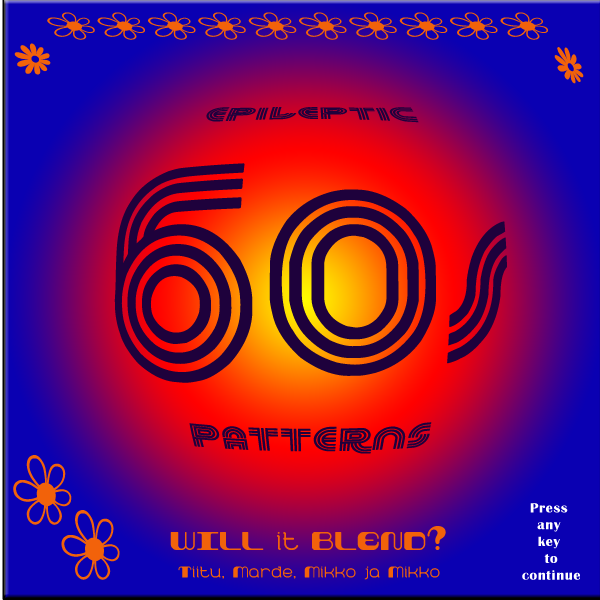 EPILEPTIC
60s
PATTERNS
WILL it BLEND?
Tiitu, Marde, Mikko ja Mikko
Press
any
key
to
continue